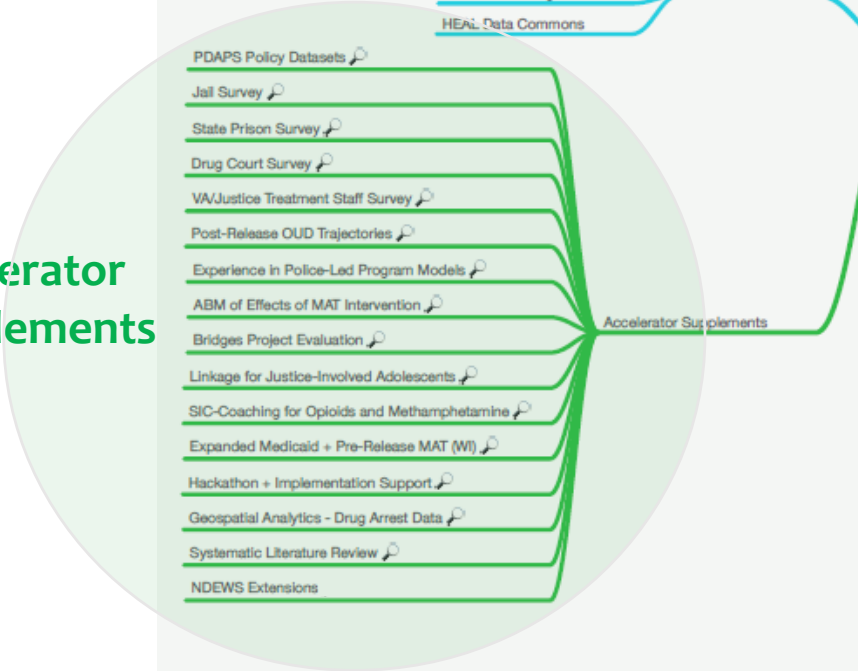 HEAL Data Commons
PDAPS Policy Datasets
Jail Survey
State Prison Survey
Drug Court Survey
VA/Justice Treatment Staff Survey
Post-Release OUD Trajectories
erator
Experience in Police-Led Program Models
ABM of Effects of MAT Intervention
lements
Accelerator Supplements
Bridges Project Evaluation
Linkage for Justice-Involved Adolescents
SIC-Coaching for Opioids and Methamphetamine
Expanded Medicaid + Pre-Release MAT (WI)
Hackathon + Implementation Support
Geospatial Analytics - Drug Arrest Data
Systematic Literature Review
NDEWS Extensions